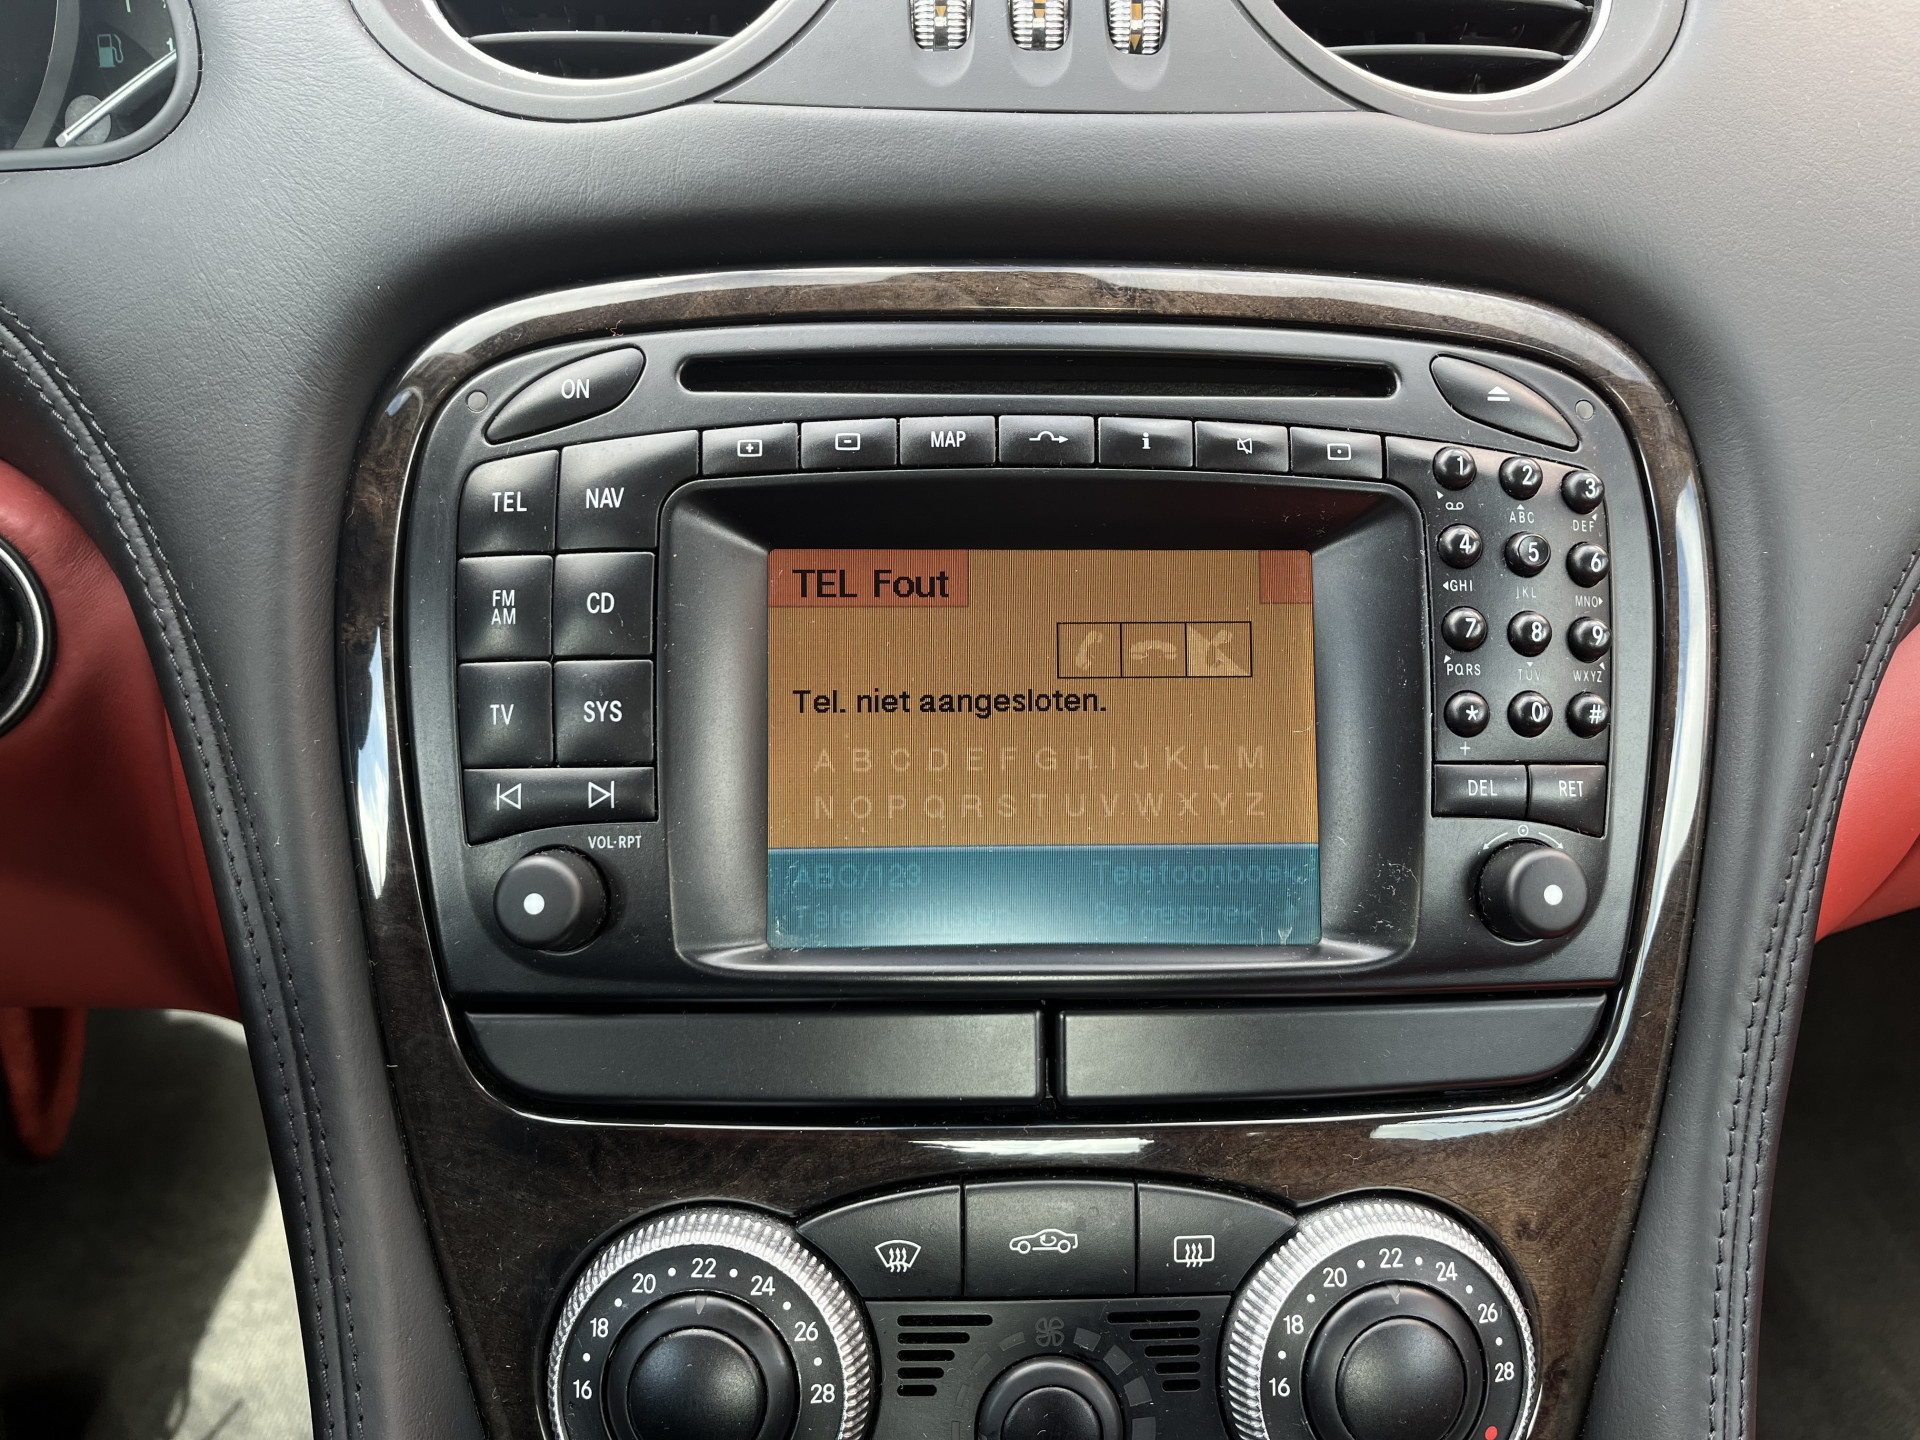 ON
MAP
i
TEL
NAV
FM
AM
CD
TV
SYS
VOL·RPT
TEL Fout
Tel. niet aangesloten.
A B C D E F G H I J K L M
N O P Q R S T U V W X Y Z
ABC/123
Telefoonboek
2e gesprek
1
2
3
ABC
DEF
4
5
6
GHI
JKL
MNO
7
8
9
PQRS
TUV
WXYZ
*
0
#
+
DEL
RET
16
18
20
22
24
26
28
16
18
20
22
24
26
28